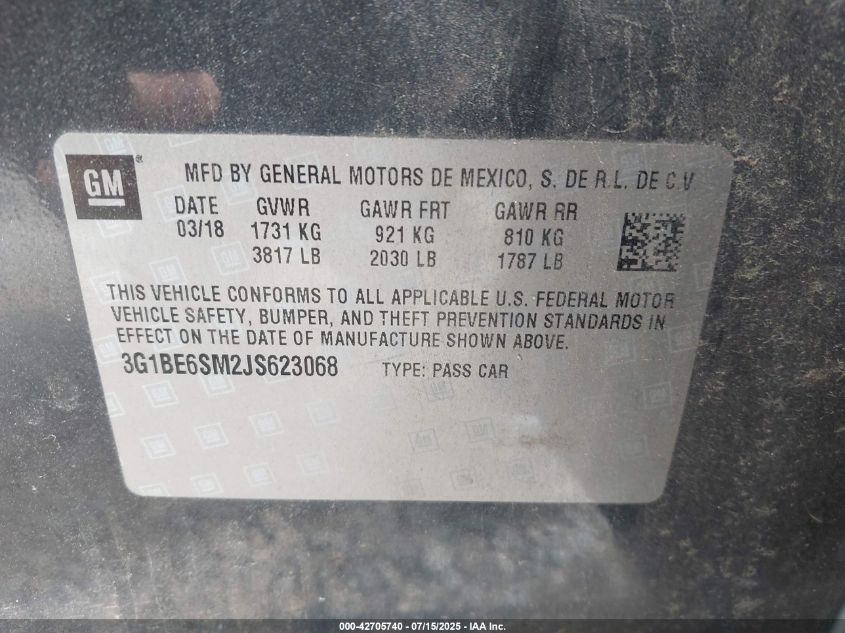 GM
MFD BY GENERAL MOTORS DE MEXICO, S. DE R.L. DE C.V
DATE GVWR GAWR FRT GAWR RR
03/18 1731 KG 921 KG 810 KG
3817 LB 2030 LB 1787 LB
THIS VEHICLE CONFORMS TO ALL APPLICABLE U.S. FEDERAL MOTOR
VEHICLE SAFETY, BUMPER, AND THEFT PREVENTION STANDARDS IN
EFFECT ON THE DATE OF MANUFACTURE SHOWN ABOVE.
3G1BE6SM2JS623068 TYPE: PASS CAR
000-42705740 - 07/15/2025 - IAA Inc.